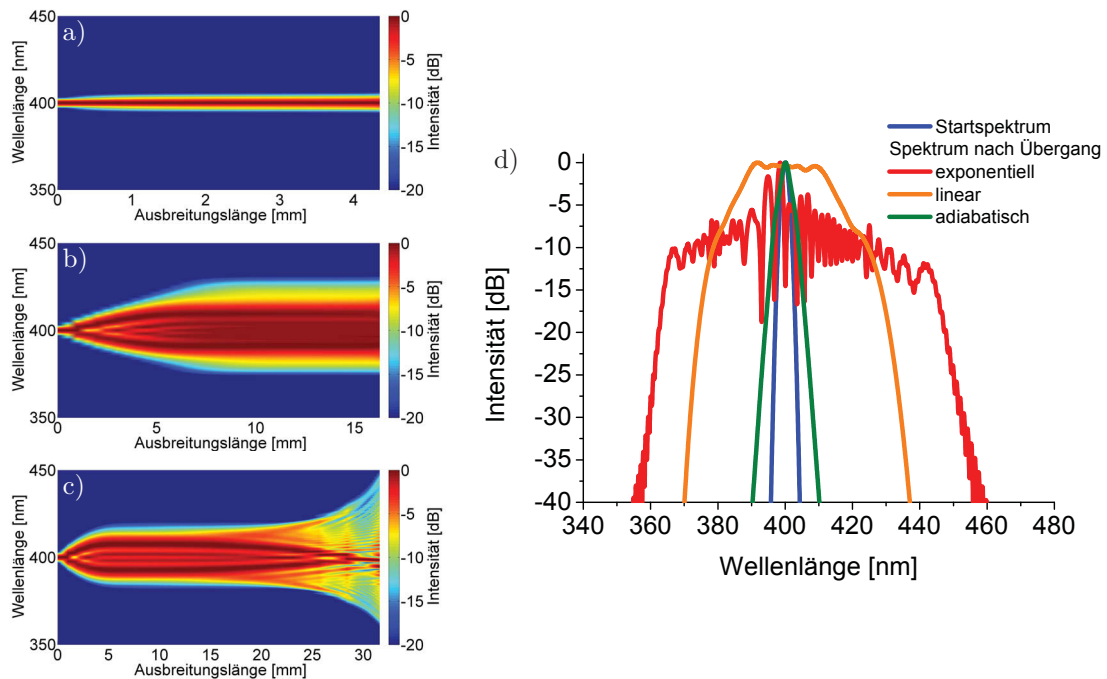 a)
450
400
350
Wellenlänge [nm]
0
1
2
3
4
Ausbreitungslänge [mm]
0
-5
-10
-15
-20
Intensität [dB]
b)
450
400
350
Wellenlänge [nm]
0
5
10
15
Ausbreitungslänge [mm]
0
-5
-10
-15
-20
Intensität [dB]
c)
450
400
350
Wellenlänge [nm]
0
5
10
15
20
25
30
Ausbreitungslänge [mm]
0
-5
-10
-15
-20
Intensität [dB]
d)
Startspektrum
Spektrum nach Übergang
exponentiell
linear
adiabatisch
0
-5
-10
-15
-20
-25
-30
-35
-40
Intensität [dB]
340
360
380
400
420
440
460
480
Wellenlänge [nm]